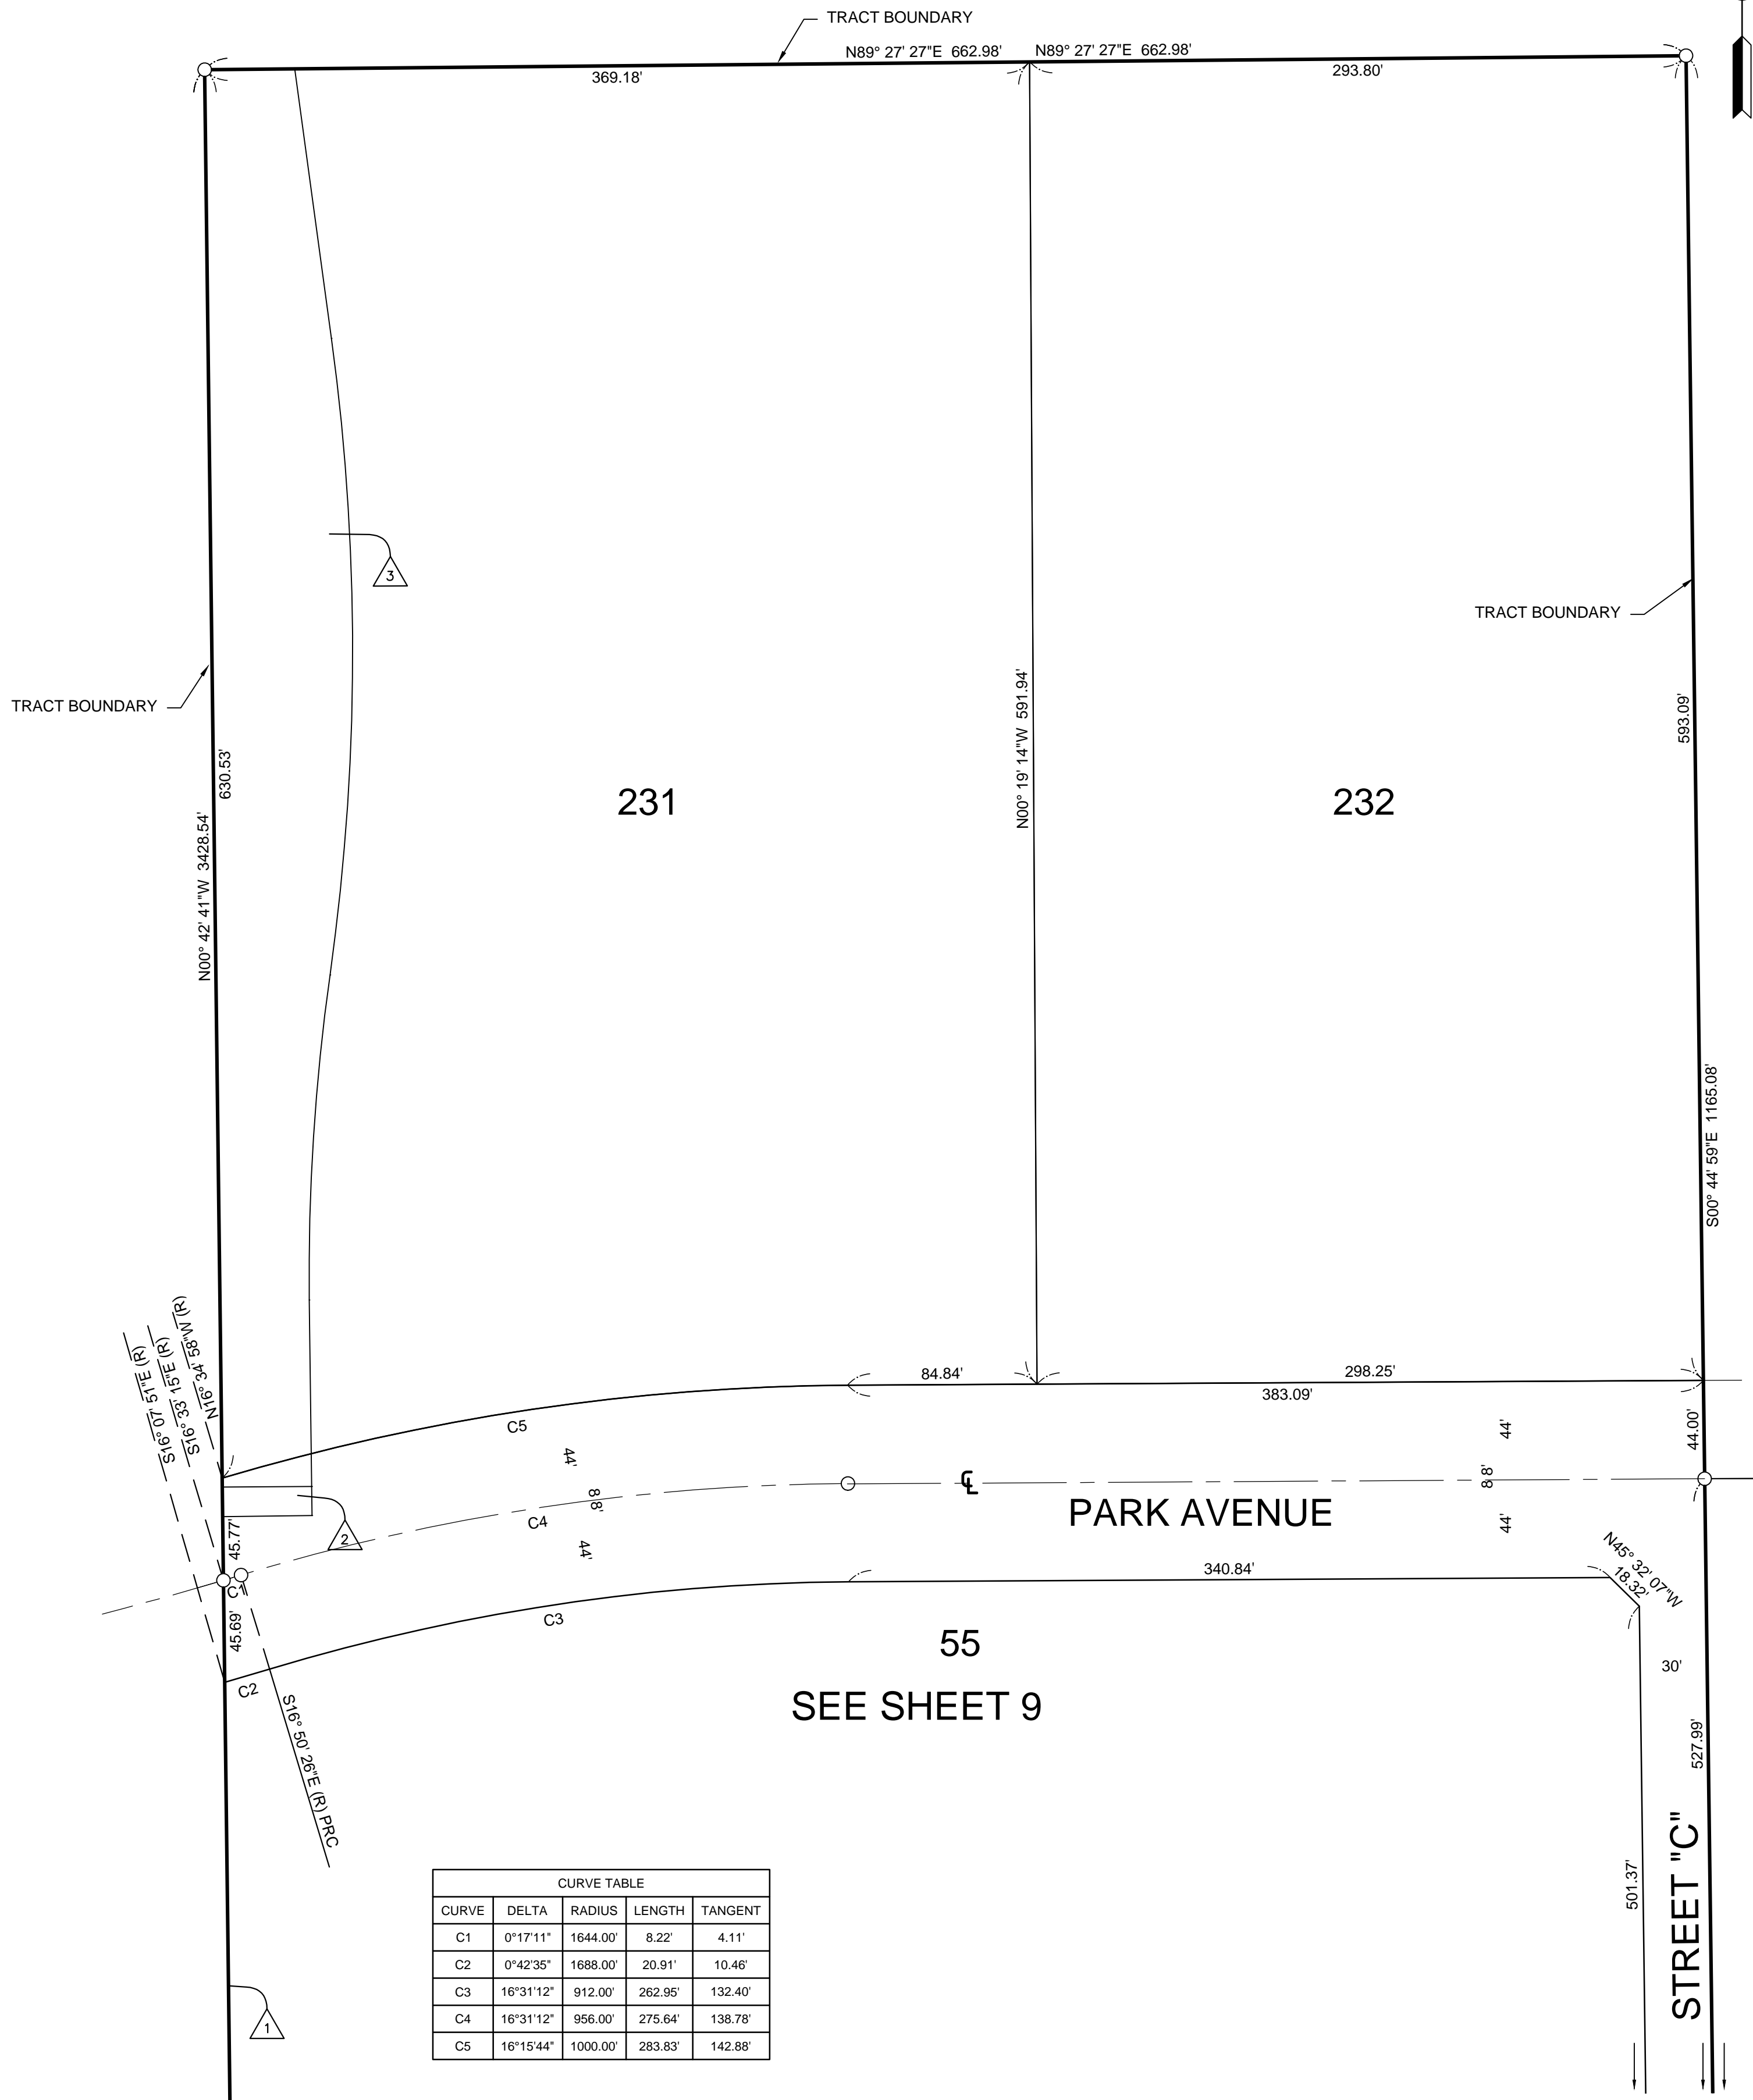 TRACT BOUNDARY
N89° 27' 27"E  662.98'
N89° 27' 27"E  662.98'
369.18'
293.80'
3
TRACT BOUNDARY
TRACT BOUNDARY
N00° 42' 41"W  3428.54'
630.53'
N00° 19' 14"W  591.94'
593.09'
231
232
S00° 44' 59"E  1165.08'
S16° 07' 51"E (R)
S16° 33' 15"E (R)
N16° 34' 58"W (R)
84.84'
298.25'
383.09'
C5
44'
44'
44.00'
88'
88'
℄
PARK AVENUE
C4
44'
44'
2
45.77'
C1
45.69'
C3
340.84'
N45° 32' 07"W
18.32'
C2
55
SEE SHEET 9
30'
S16° 50' 26"E (R) PRC
527.99'
501.37'
STREET "C"
1
CURVE TABLE
CURVE DELTA RADIUS LENGTH TANGENT
C1 0°17'11" 1644.00' 8.22' 4.11'
C2 0°42'35" 1688.00' 20.91' 10.46'
C3 16°31'12" 912.00' 262.95' 132.40'
C4 16°31'12" 956.00' 275.64' 138.78'
C5 16°15'44" 1000.00' 283.83' 142.88'